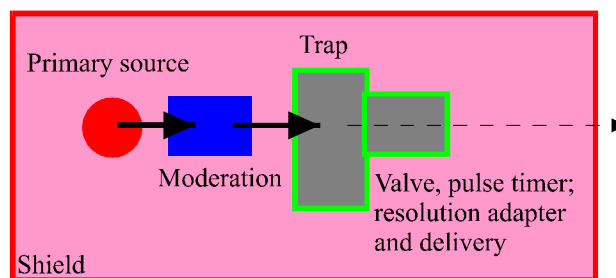 Trap
Primary source
Moderation
Valve, pulse timer;
resolution adapter
and delivery
Shield